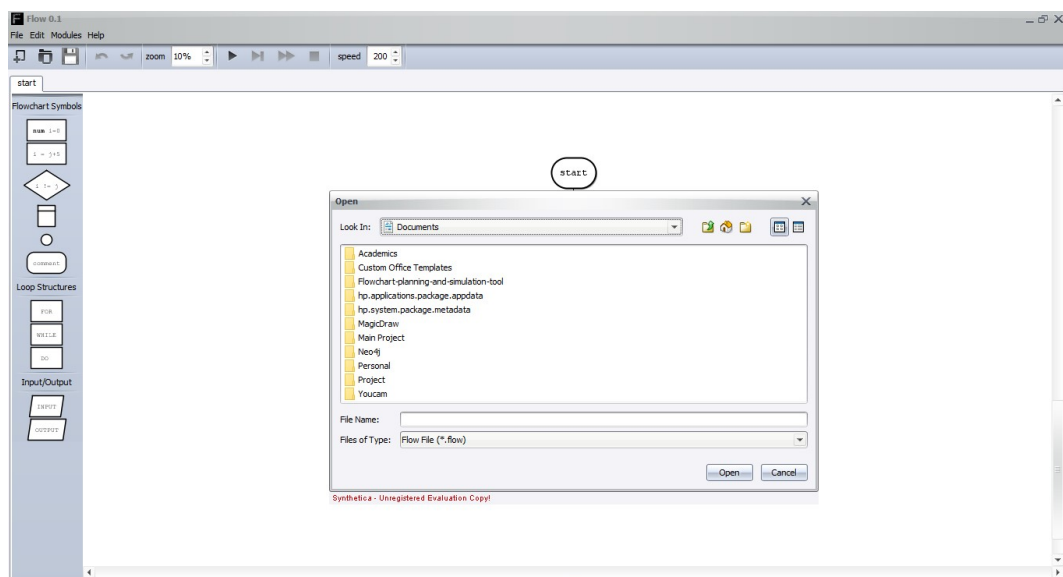 Flow 0.1
File Edit Modules Help
zoom 10% speed 200
start
Flowchart Symbols
num i=0
i = j+5
i != j
comment
Loop Structures
FOR
WHILE
DO
Input/Output
INPUT
OUTPUT
start
Open
Look In: Documents
Academics
Custom Office Templates
Flowchart-planning-and-simulation-tool
hp.applications.package.appdata
hp.system.package.metadata
MagicDraw
Main Project
Neo4j
Personal
Project
Youcam
File Name:
Files of Type: Flow File (*.flow)
Open Cancel
Synthetica - Unregistered Evaluation Copy!